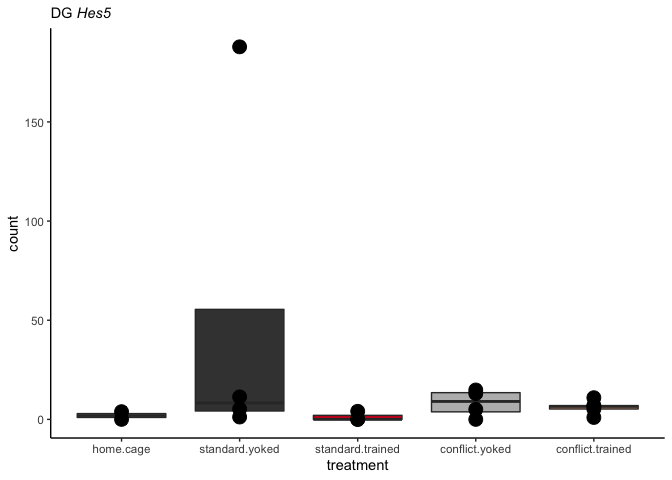 DG Hes5
150
100
50
0
count
home.cage standard.yoked standard.trained conflict.yoked conflict.trained
treatment